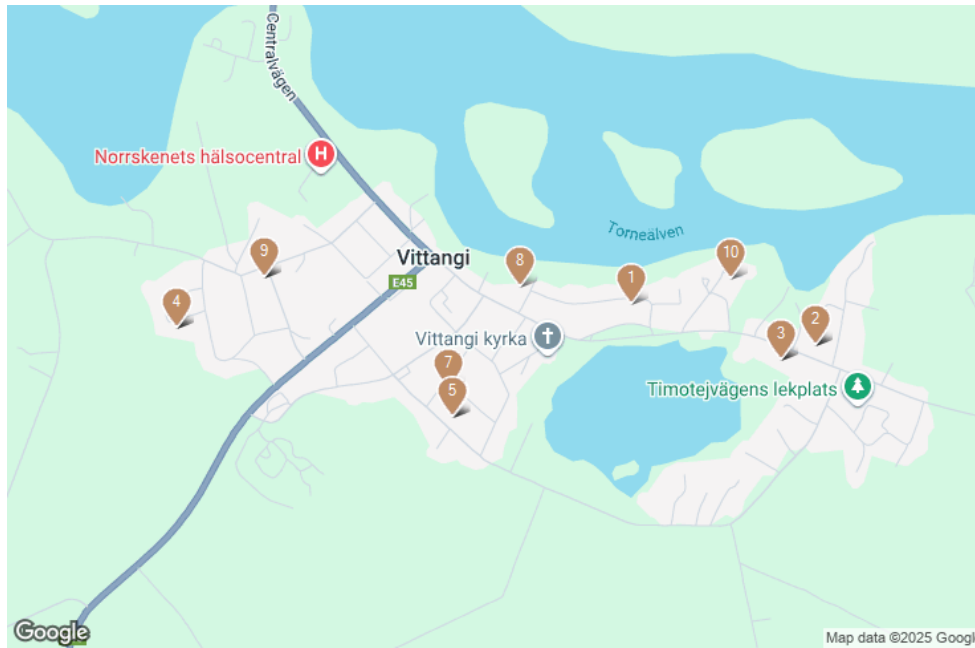 Centralvägen
Norrskenets hälsocentral
H
Torneälven
9
Vittangi
8
10
1
E45
4
2
3
Vittangi kyrka
7
5
Timotejvägens lekplats
Google
Map data ©2025 Google